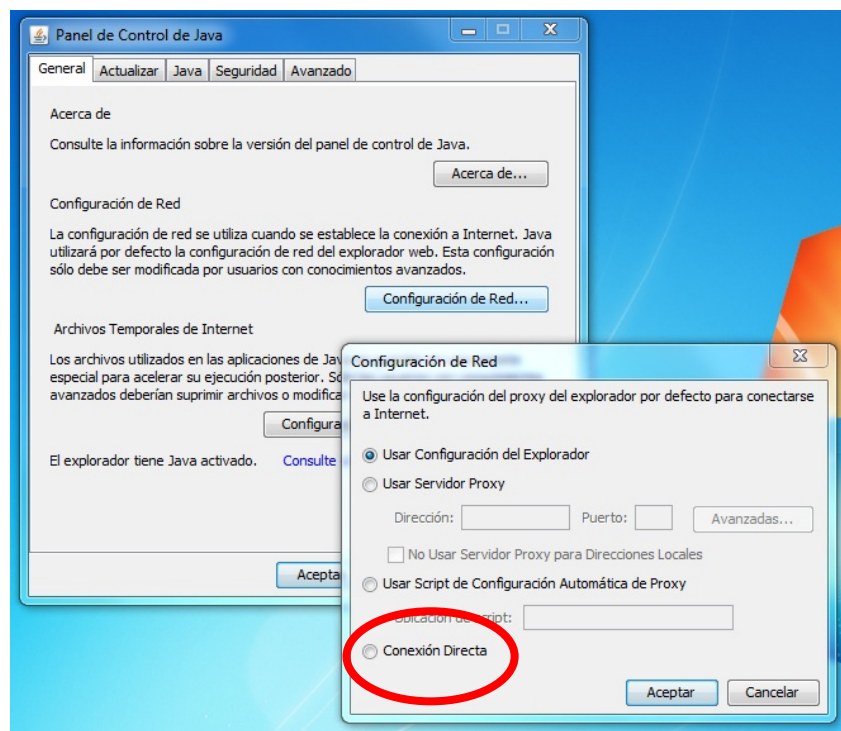 Panel de Control de Java
General Actualizar Java Seguridad Avanzado
Acerca de
Consulte la información sobre la versión del panel de control de Java.
Acerca de...
Configuración de Red
La configuración de red se utiliza cuando se establece la conexión a Internet. Java
utilizará por defecto la configuración de red del explorador web. Esta configuración
sólo debe ser modificada por usuarios con conocimientos avanzados.
Configuración de Red...
Archivos Temporales de Internet
Los archivos utilizados en las aplicaciones de
especial para acelerar su ejecución posterior.
avanzados deberían suprimir archivos o
El explorador tiene Java activado. Consulte
Configuración de Red
Use la configuración del proxy del explorador por defecto para conectarse
a Internet.
Usar Configuración del Explorador
Usar Servidor Proxy
Dirección: Puerto: Avanzadas...
No Usar Servidor Proxy para Direcciones Locales
Usar Script de Configuración Automática de Proxy
Ubicación de Script:
Conexión Directa
Aceptar Cancelar